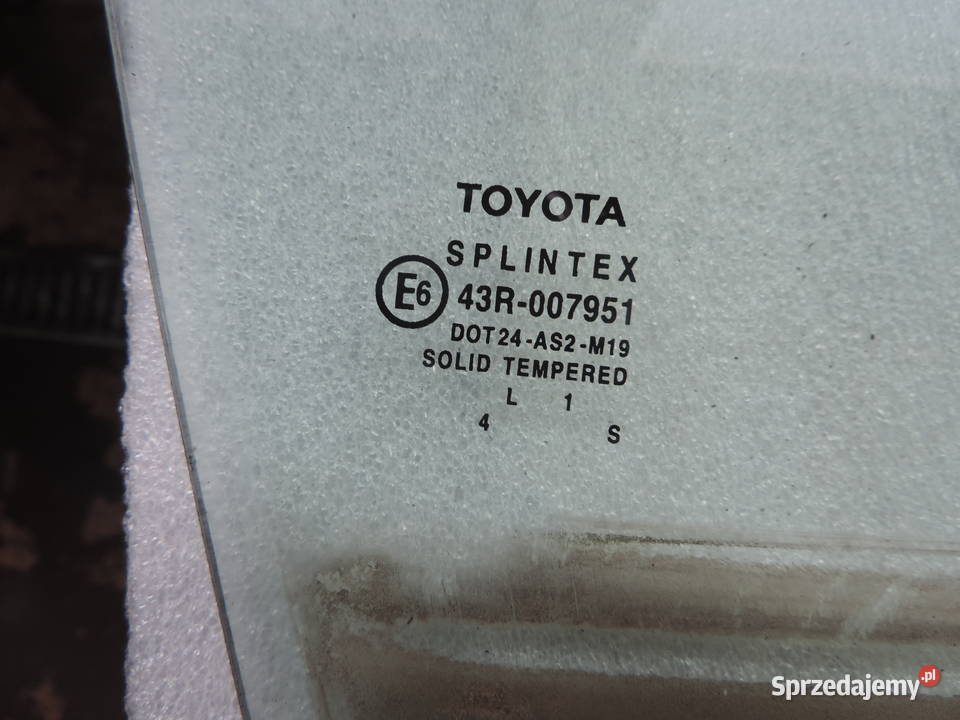 TOYOTA
SPLINTEX
E6 43R-007951
DOT24-AS2-M19
SOLID TEMPERED
L 1
4 S
Sprzedajemy.pl